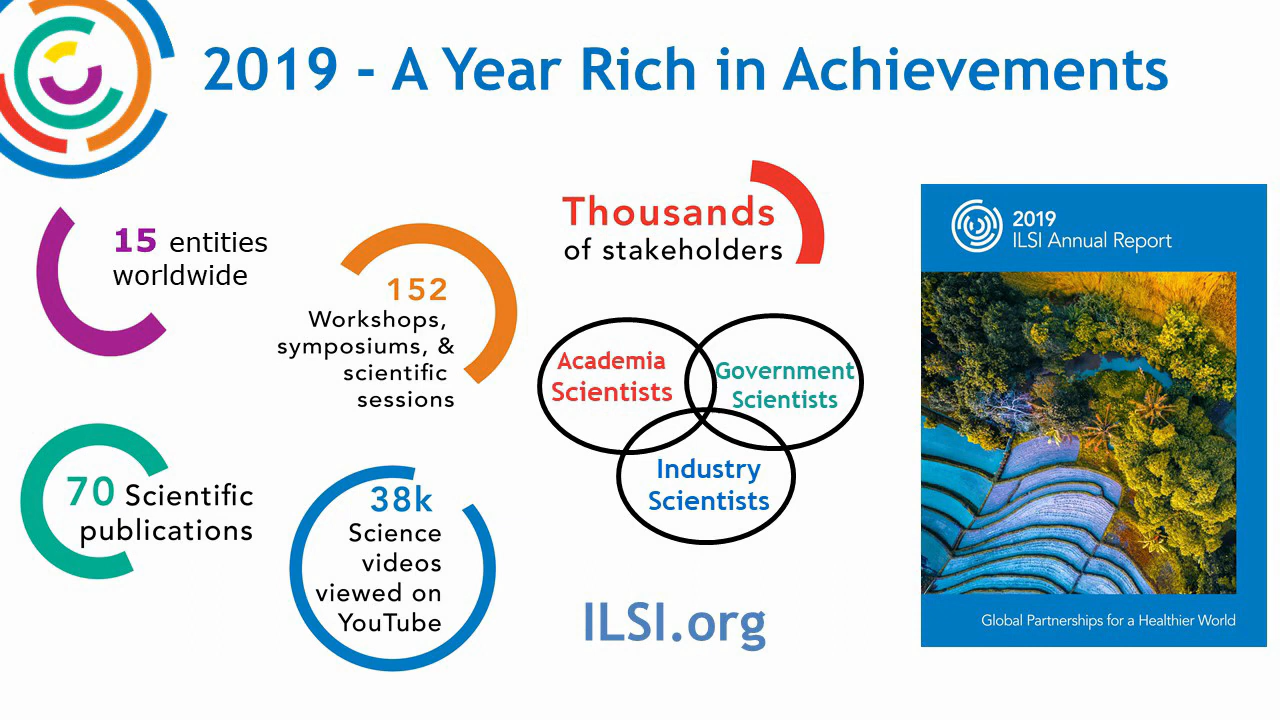 2019 - A Year Rich in Achievements
15 entities
worldwide
152
Workshops,
symposiums, &
scientific
sessions
70 Scientific
publications
38k
Science
videos
viewed on
YouTube
Thousands
of stakeholders
Academia
Scientists
Government
Scientists
Industry
Scientists
ILSI.org
2019
ILSI Annual Report
Global Partnerships for a Healthier World